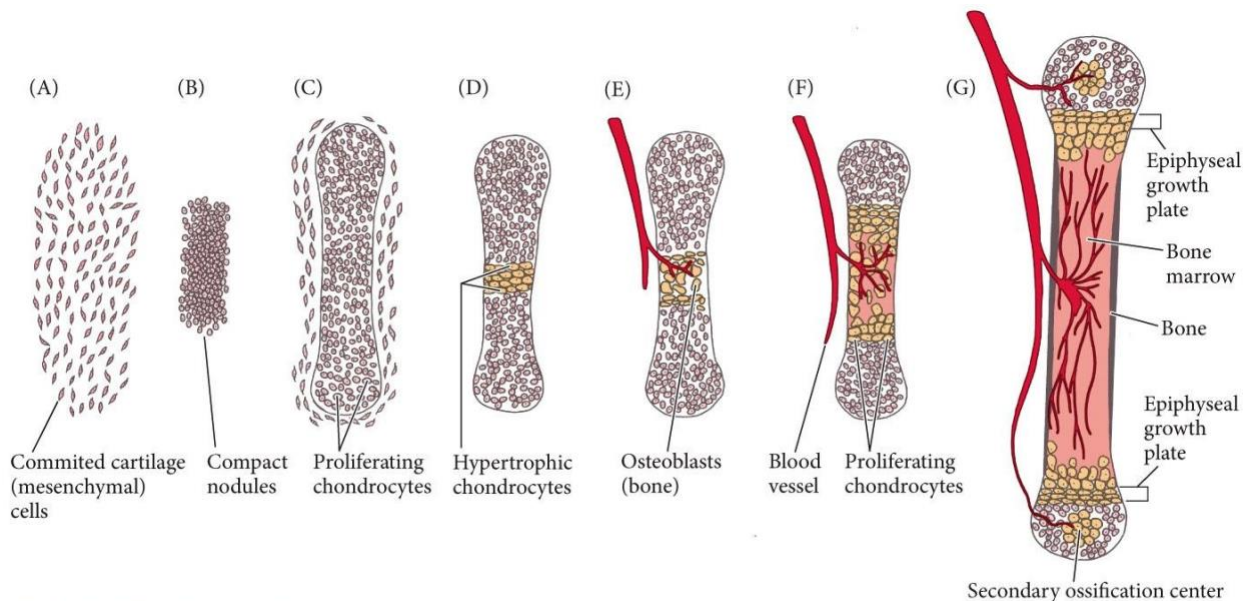 (A)
(B)
(C)
(D)
(E)
(F)
(G)
Epiphyseal
growth
plate
Bone
marrow
Bone
Epiphyseal
growth
plate
Commited cartilage
(mesenchymal)
cells
Compact
nodules
Proliferating
chondrocytes
Hypertrophic
chondrocytes
Osteoblasts
(bone)
Blood
vessel
Proliferating
chondrocytes
Secondary ossification center